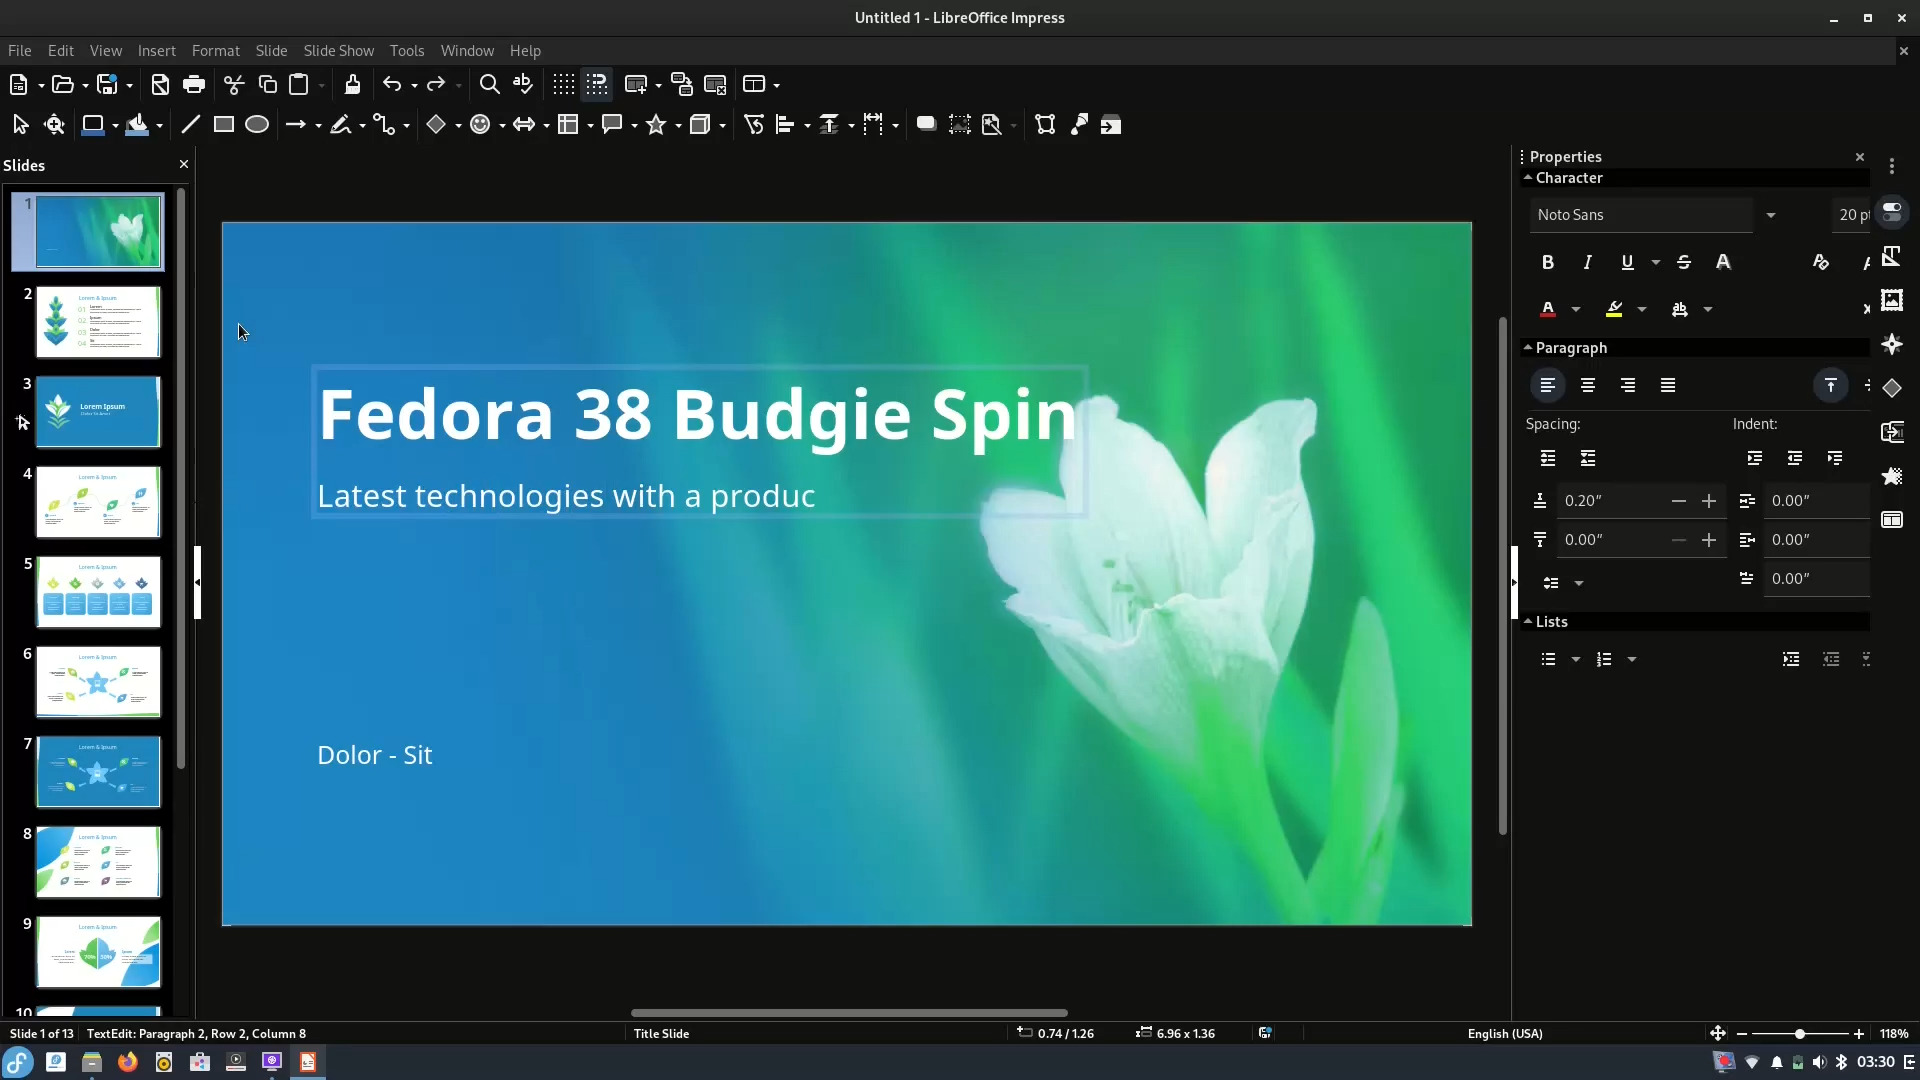 Untitled 1 - LibreOffice Impress
File Edit View Insert Format Slide Slide Show Tools Window Help
Slides
Properties
Character
Noto Sans
20 pt
Paragraph
Spacing:
Indent:
0.20"
0.00"
0.00"
0.00"
0.00"
Lists
1
2
Lorem & Ipsum
3
Lorem Ipsum
4
Lorem & Ipsum
5
Lorem & Ipsum
6
Lorem & Ipsum
7
Lorem & Ipsum
8
Lorem & Ipsum
9
Lorem & Ipsum
10
Fedora 38 Budgie Spin
Latest technologies with a produc
Dolor - Sit
Slide 1 of 13
TextEdit: Paragraph 2, Row 2, Column 8
Title Slide
0.74 / 1.26
6.96 x 1.36
English (USA)
118%
03:30